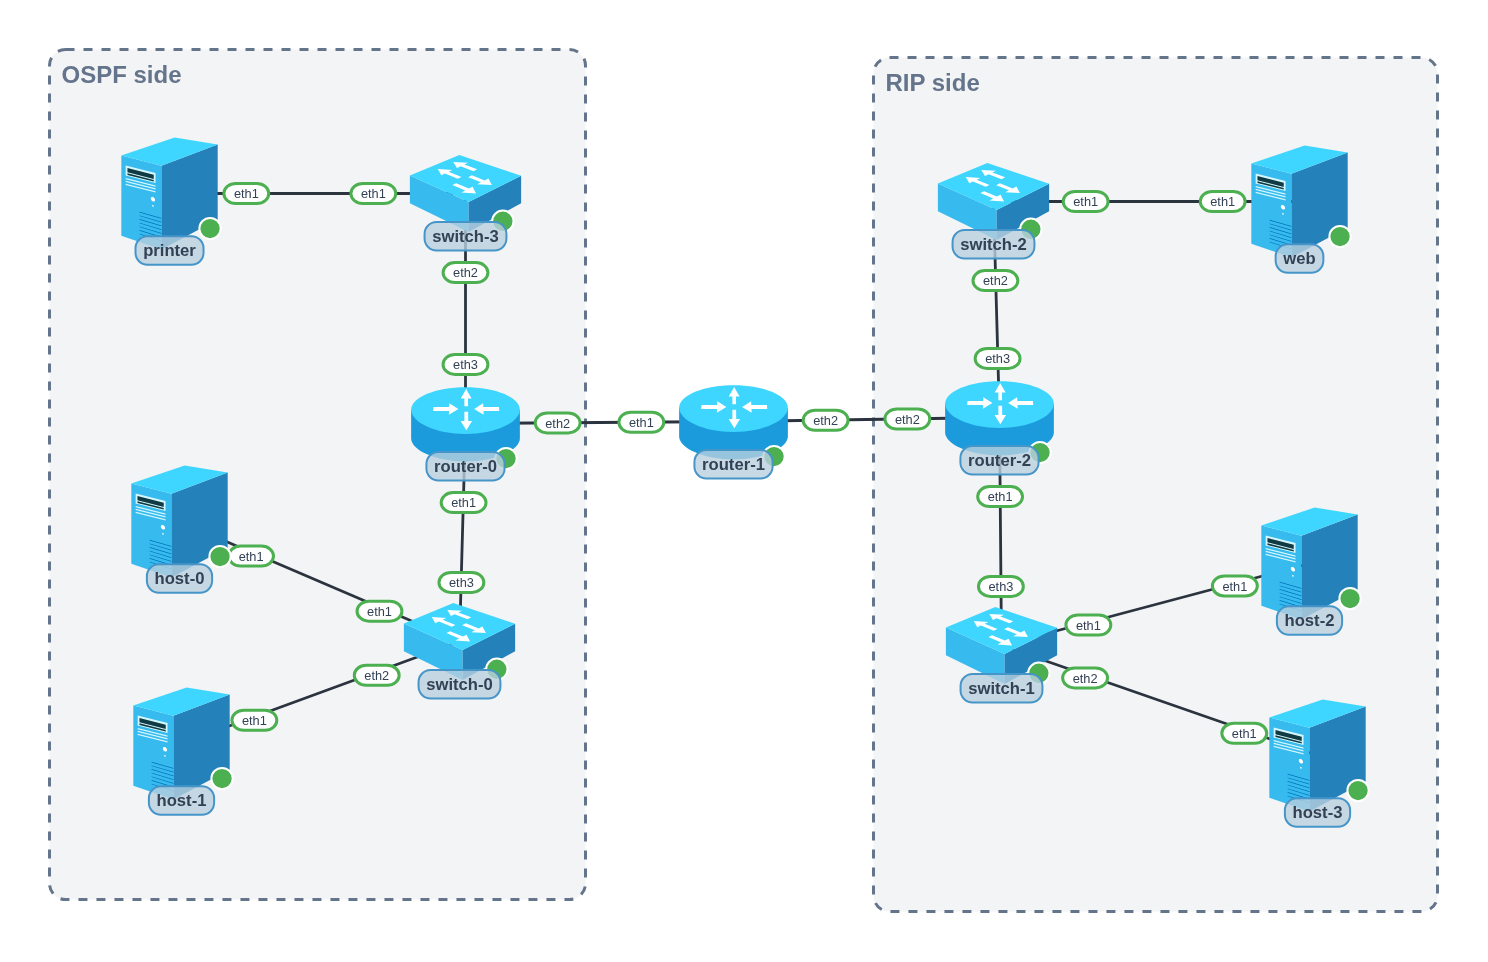 OSPF side
RIP side
eth1
eth1
printer
switch-3
eth2
eth3
router-0
eth2
eth1
router-1
eth2
eth2
router-2
eth1
eth1
switch-2
web
eth2
eth3
eth1
eth3
eth1
host-0
eth1
eth2
switch-0
eth1
host-1
eth1
eth3
eth1
eth1
host-2
eth2
switch-1
eth1
host-3